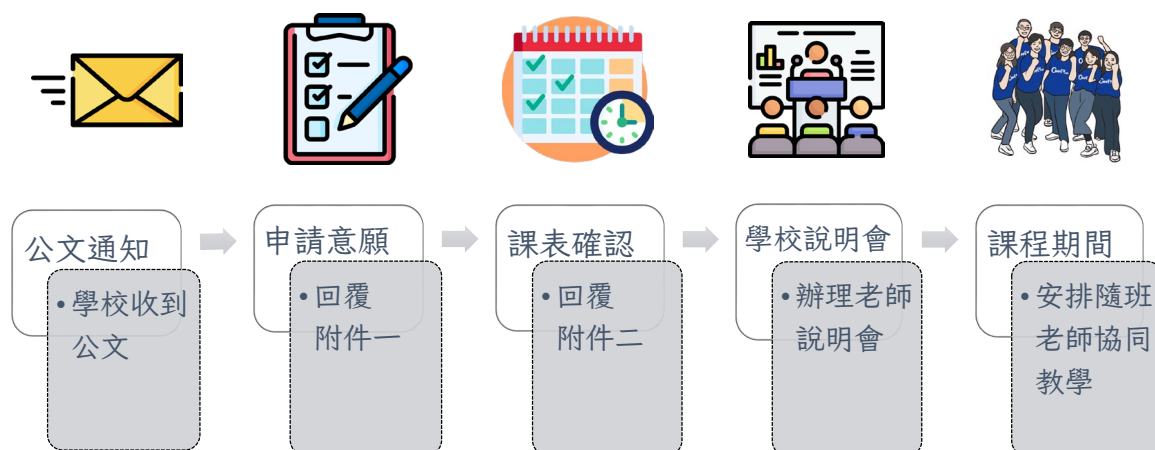 公文通知
• 學校收到
公文
申請意願
• 回覆
附件一
課表確認
• 回覆
附件二
學校說明會
• 辦理老師
說明會
課程期間
• 安排隨班
老師協同
教學